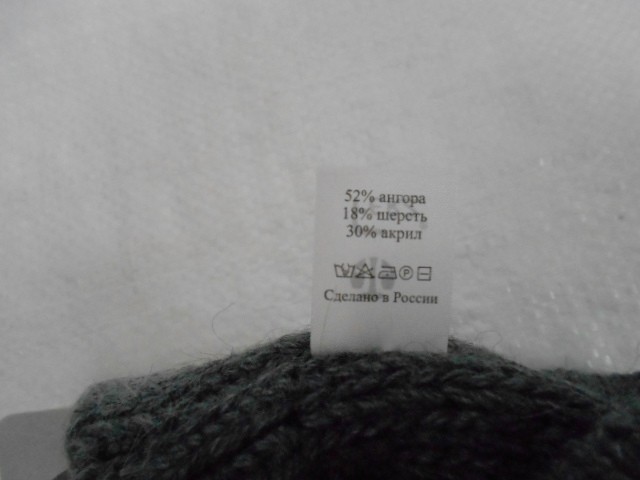 52% ангора
18% шерсть
30% акрил
Сделано в России